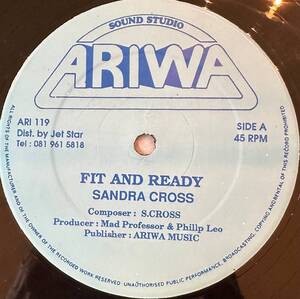 SOUND STUDIO
ARIWA
ARI 119
Dist. by Jet Star
Tel : 081 961 5818
SIDE A
45 RPM
FIT AND READY
SANDRA CROSS
Composer : S.CROSS
Producer : Mad Professor & Philip Leo
Publisher : ARIWA MUSIC
ALL RIGHTS OF THE MANUFACTURER AND OF THE OWNER OF THE RECORDED WORK RESERVED UNAUTHORISED PUBLIC PERFORMANCE, BROADCASTING, COPYING AND RENTAL OF THIS RECORD PROHIBITED.